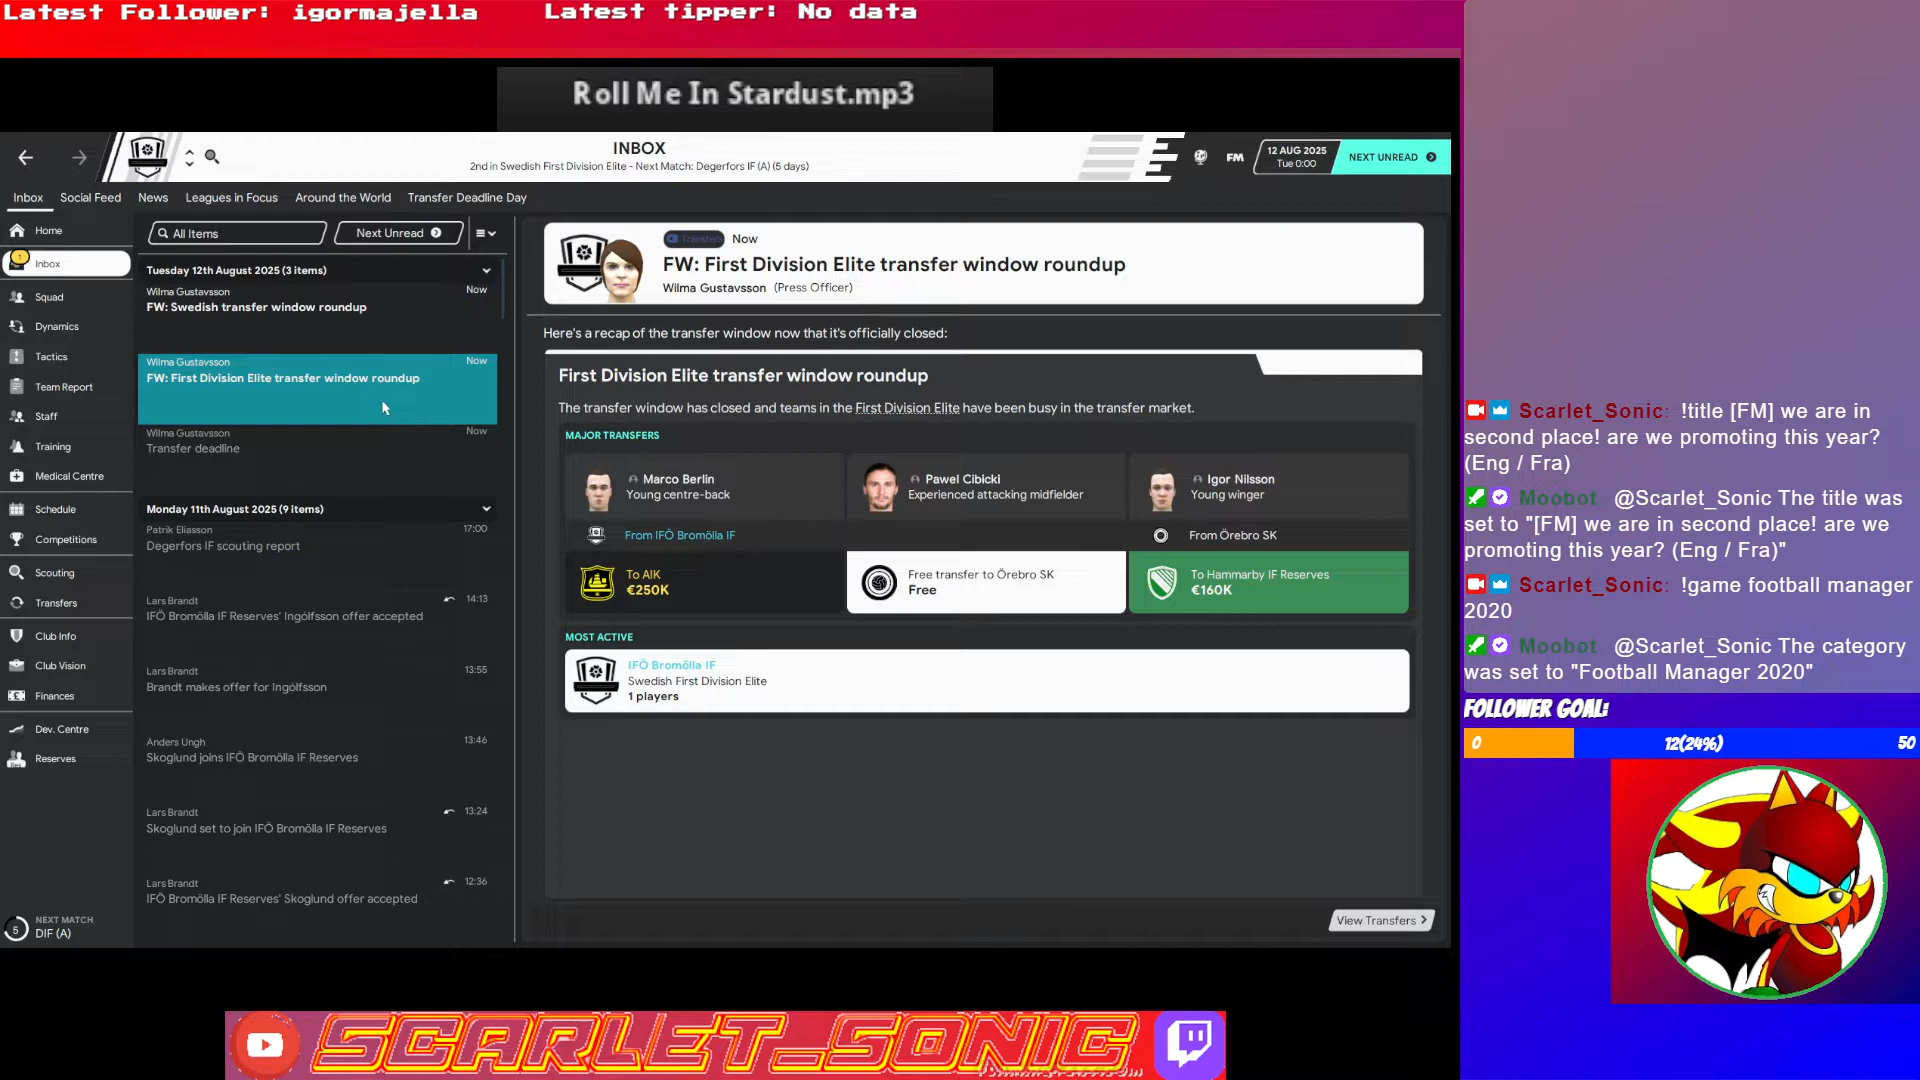 Latest Follower: igormajella
Latest tipper: No data
Roll Me In Stardust.mp3
INBOX
2nd in Swedish First Division Elite - Next Match: Degerfors IF (A) (5 days)
FM
12 AUG 2025
Tue 0:00
NEXT UNREAD
Inbox
Social Feed
News
Leagues in Focus
Around the World
Transfer Deadline Day
Home
1
Inbox
Squad
Dynamics
Tactics
Team Report
Staff
Training
Medical Centre
Schedule
Competitions
Scouting
Transfers
Club Info
Club Vision
Finances
Dev. Centre
Reserves
5
NEXT MATCH
DIF (A)
All Items
Next Unread
Tuesday 12th August 2025 (3 items)
Wilma Gustavsson
Now
FW: Swedish transfer window roundup
Wilma Gustavsson
Now
FW: First Division Elite transfer window roundup
Wilma Gustavsson
Now
Transfer deadline
Monday 11th August 2025 (9 items)
Patrik Eliasson
17:00
Degerfors IF scouting report
Lars Brandt
14:13
IFÖ Bromölla IF Reserves' Ingólfsson offer accepted
Lars Brandt
13:55
Brandt makes offer for Ingólfsson
Anders Ungh
13:46
Skoglund joins IFÖ Bromölla IF Reserves
Lars Brandt
13:24
Skoglund set to join IFÖ Bromölla IF Reserves
Lars Brandt
12:36
IFÖ Bromölla IF Reserves' Skoglund offer accepted
Transfers
Now
FW: First Division Elite transfer window roundup
Wilma Gustavsson (Press Officer)
Here's a recap of the transfer window now that it's officially closed:
First Division Elite transfer window roundup
The transfer window has closed and teams in the First Division Elite have been busy in the transfer market.
MAJOR TRANSFERS
Marco Berlin
Young centre-back
From IFÖ Bromölla IF
To AIK
€250K
Pawel Cibicki
Experienced attacking midfielder
Free transfer to Örebro SK
Free
Igor Nilsson
Young winger
From Örebro SK
To Hammarby IF Reserves
€160K
MOST ACTIVE
IFÖ Bromölla IF
Swedish First Division Elite
1 players
View Transfers
Scarlet_Sonic: !title [FM] we are in
second place! are we promoting this year?
(Eng / Fra)
Moobot @Scarlet_Sonic The title was
set to "[FM] we are in second place! are we
promoting this year? (Eng / Fra)"
Scarlet_Sonic: !game football manager
2020
Moobot @Scarlet_Sonic The category
was set to "Football Manager 2020"
FOLLOWER GOAL:
0
12(24%)
50
SCARLET_SONIC